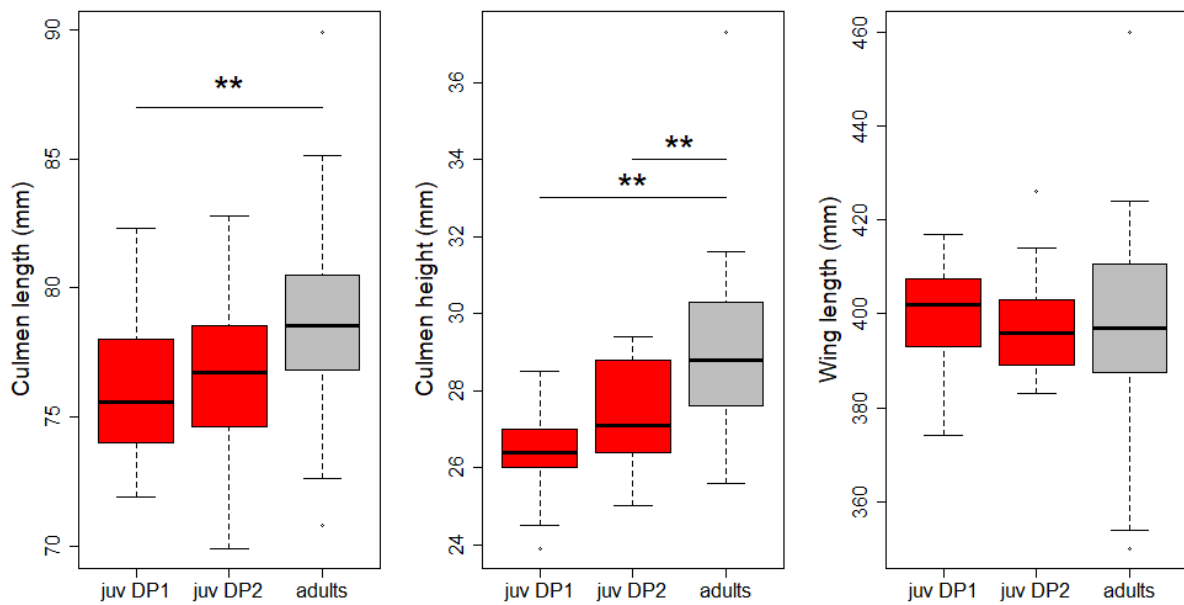 Culmen length (mm)
90
85
80
75
70
**
juv DP1
juv DP2
adults
Culmen height (mm)
36
34
32
30
28
26
24
**
**
juv DP1
juv DP2
adults
Wing length (mm)
460
440
420
400
380
360
juv DP1
juv DP2
adults